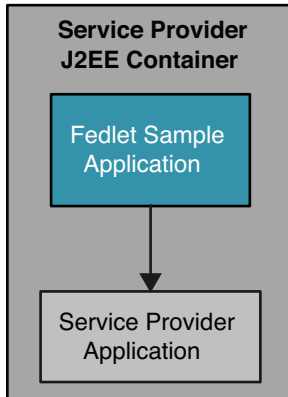 Service Provider
J2EE Container
Fedlet Sample
Application
Service Provider
Application